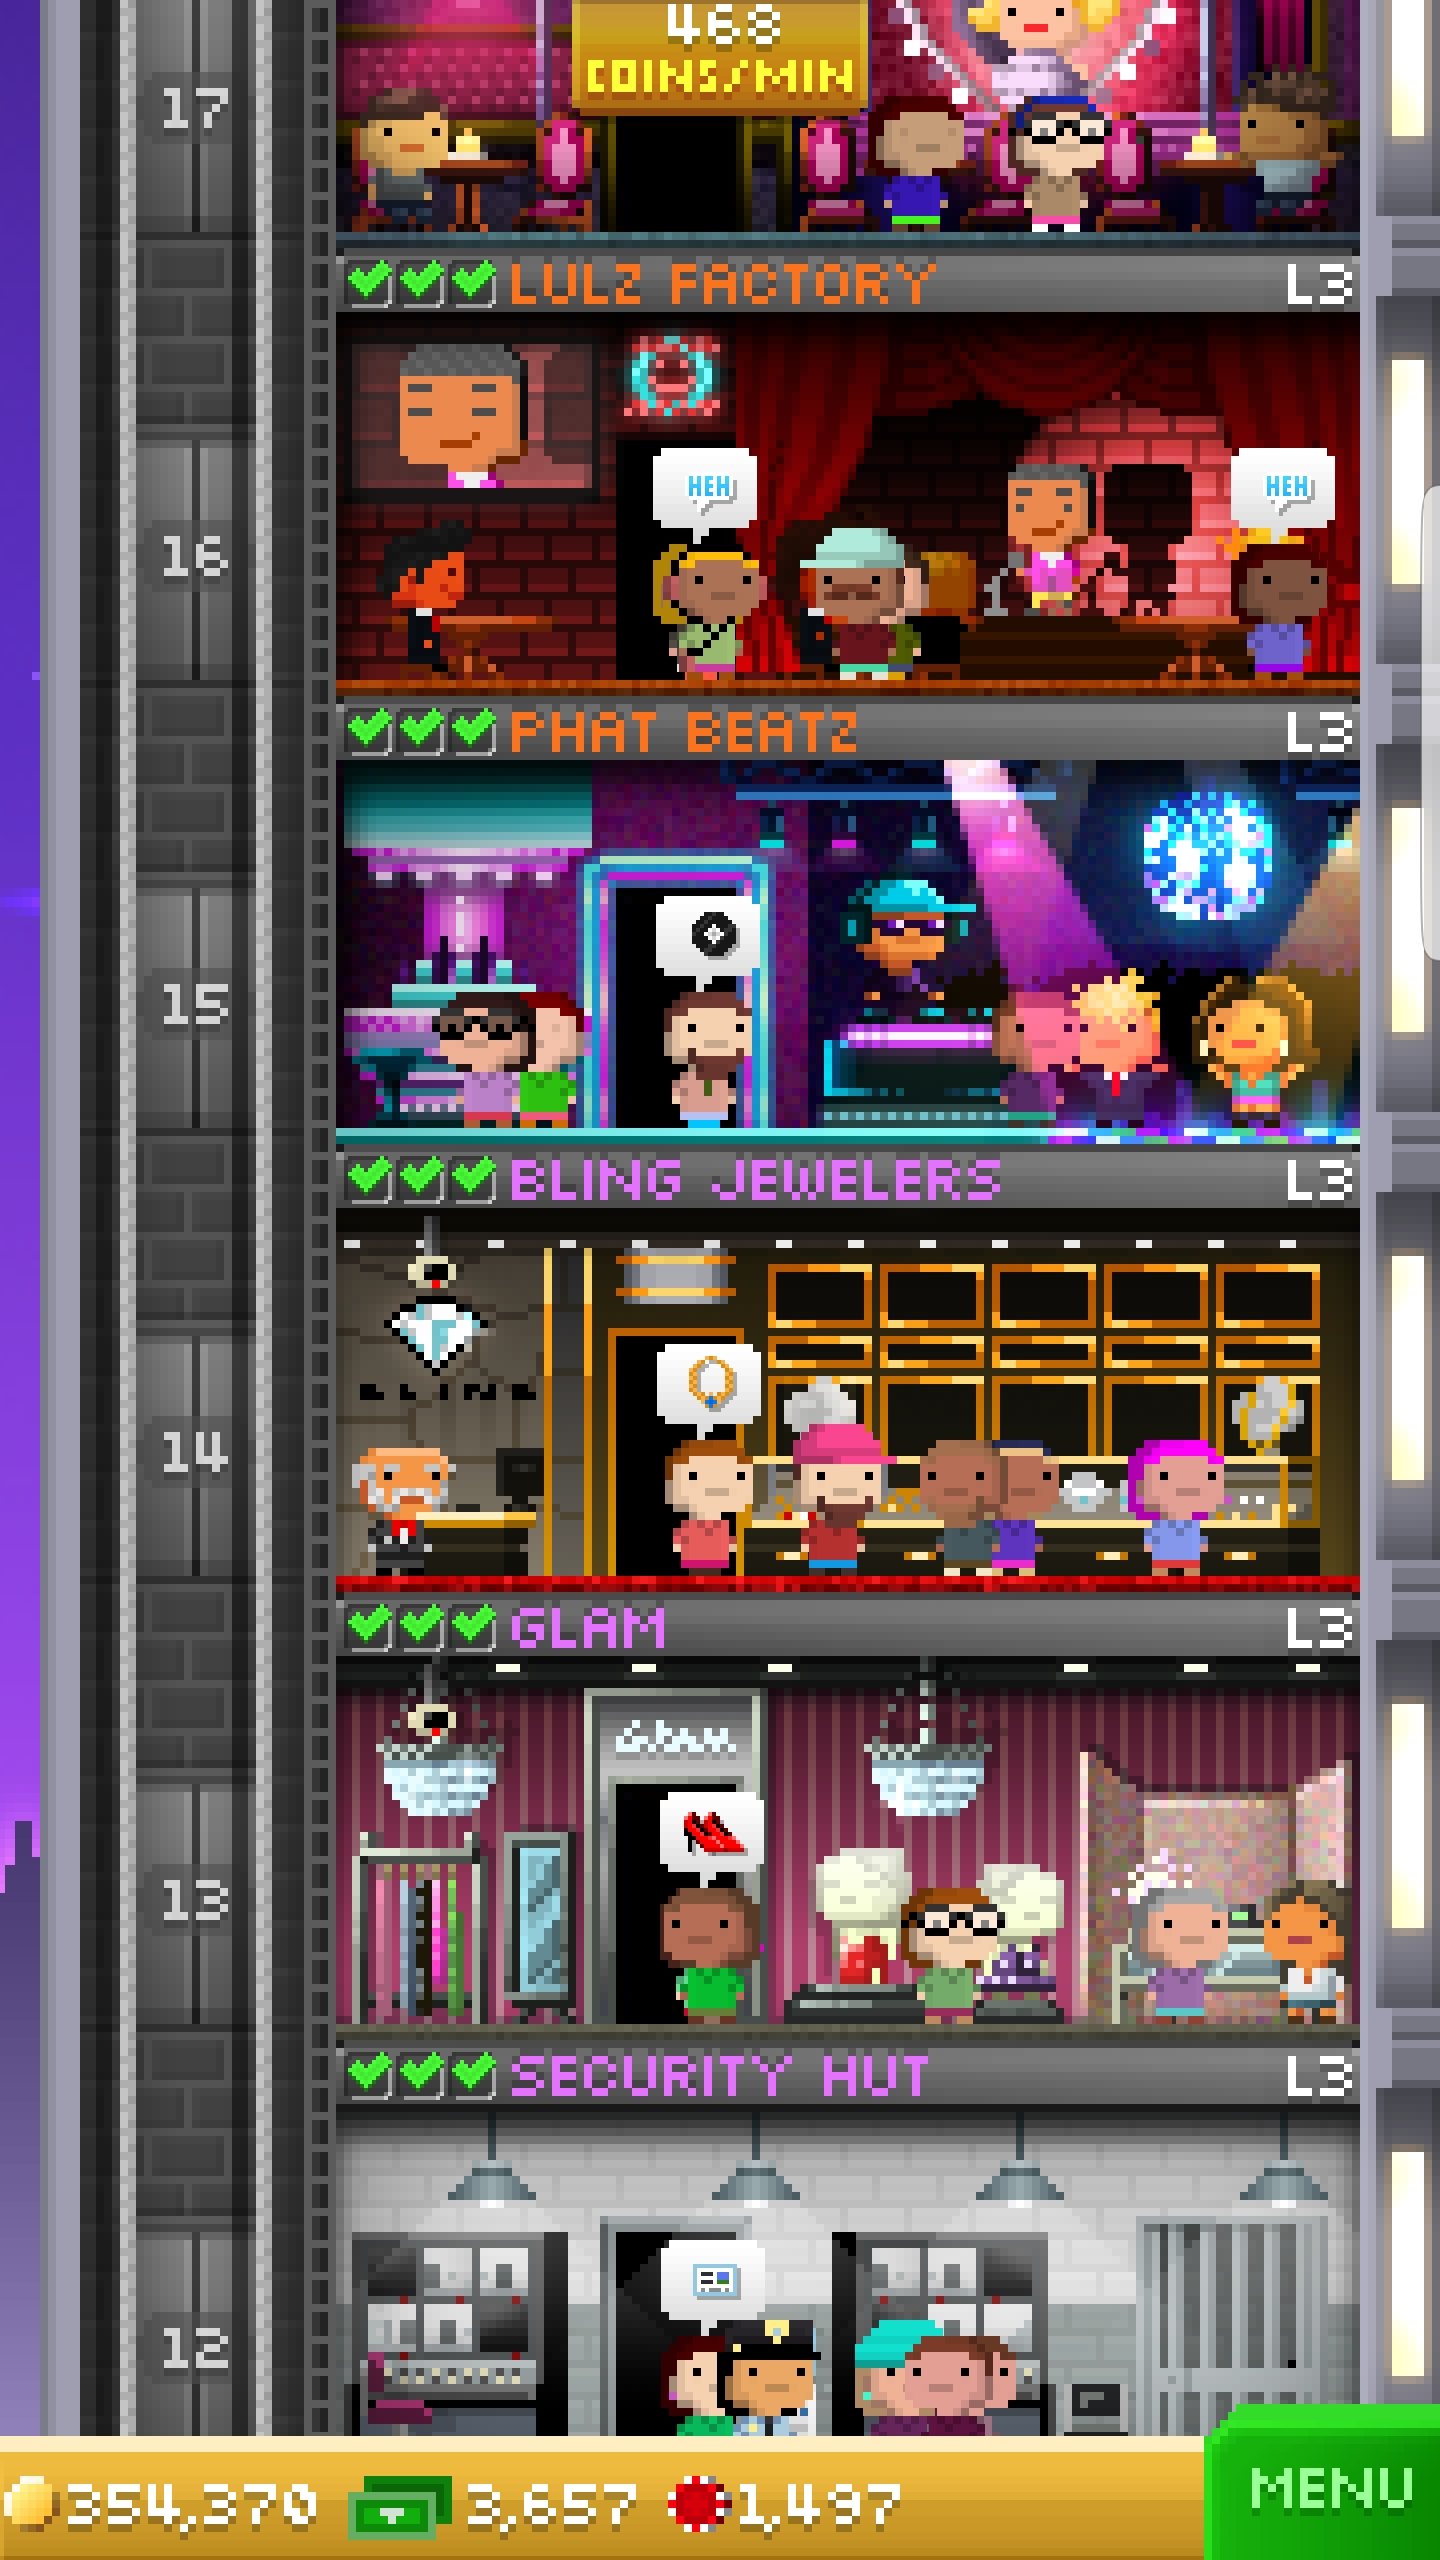 468
COINS/MIN
17
LULZ FACTORY L3
HEH
HEH
16
PHAT BEATZ L3
15
BLING JEWELERS L3
BLING
14
GLAM L3
Glam
13
SECURITY HUT L3
12
354,370 3,657 1,497
MENU